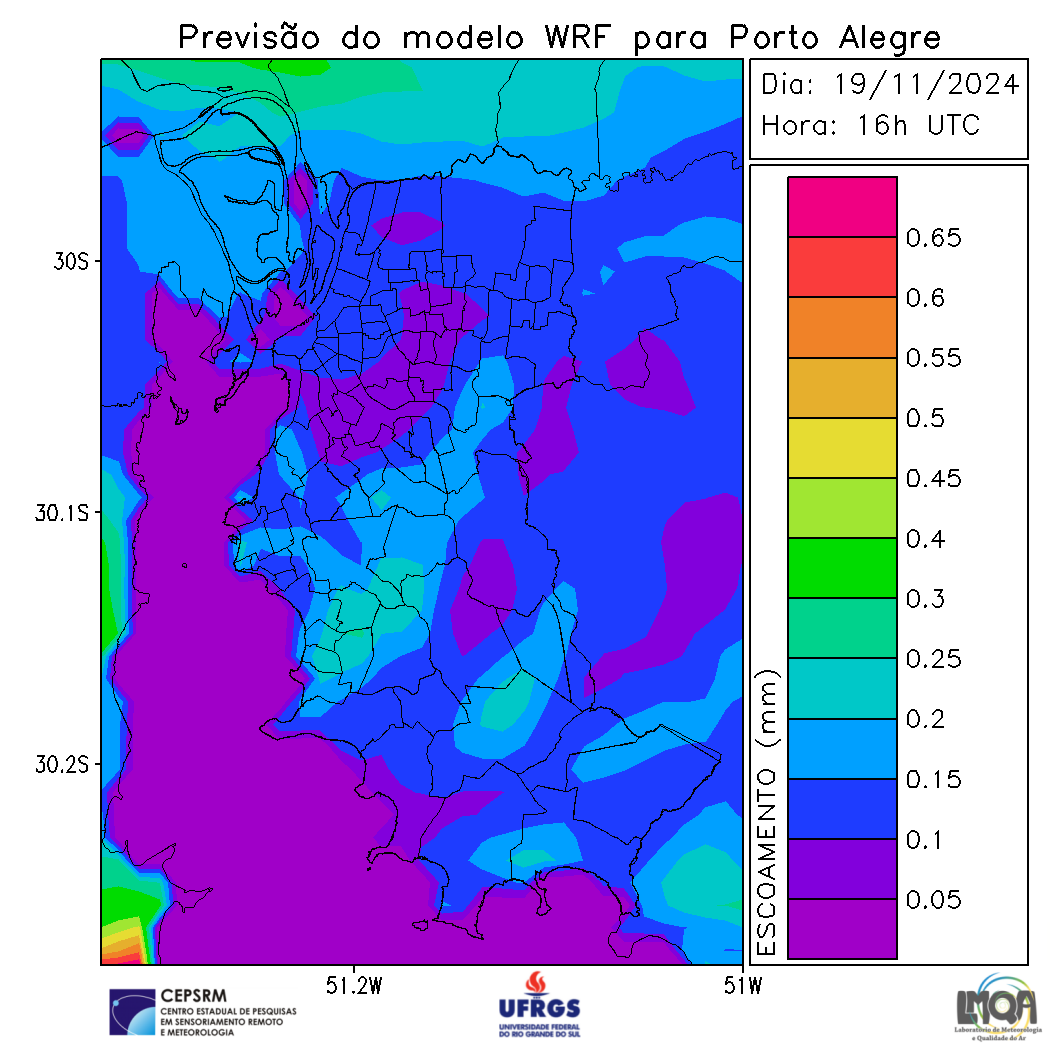 Previsão do modelo WRF para Porto Alegre
Dia: 19/11/2024
Hora: 16h UTC
30S
30.1S
30.2S
51.2W
51W
ESCOAMENTO (mm)
0.65
0.6
0.55
0.5
0.45
0.4
0.3
0.25
0.2
0.15
0.1
0.05
CEPSRM
CENTRO ESTADUAL DE PESQUISAS
EM SENSORIAMENTO REMOTO
E METEOROLOGIA
UFRGS
UNIVERSIDADE FEDERAL
DO RIO GRANDE DO SUL
LMQA
Laboratório de Meteorologia
e Qualidade do Ar